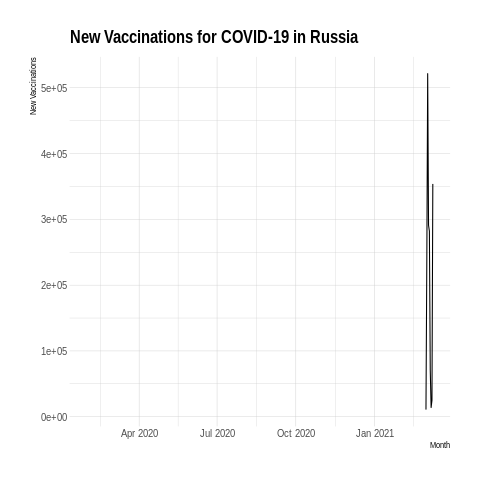 New Vaccinations for COVID-19 in Russia
New Vaccinations
5e+05
4e+05
3e+05
2e+05
1e+05
0e+00
Apr 2020 Jul 2020 Oct 2020 Jan 2021
Month